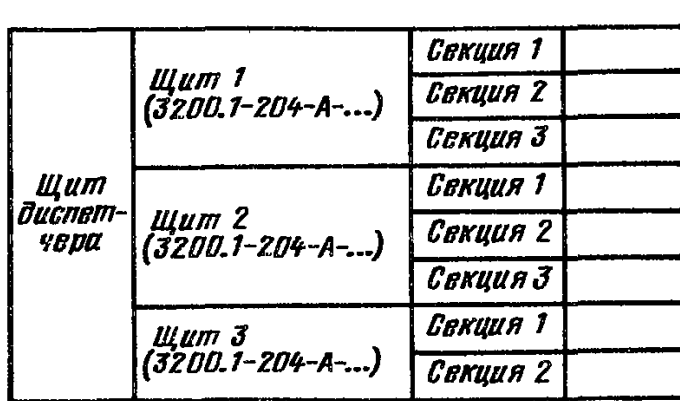 Щит
диспет-
чера
Щит 1
(3200.1-204-А-...)
Секция 1
Секция 2
Секция 3
Щит 2
(3200.1-204-А-...)
Секция 1
Секция 2
Секция 3
Щит 3
(3200.1-204-А-...)
Секция 1
Секция 2